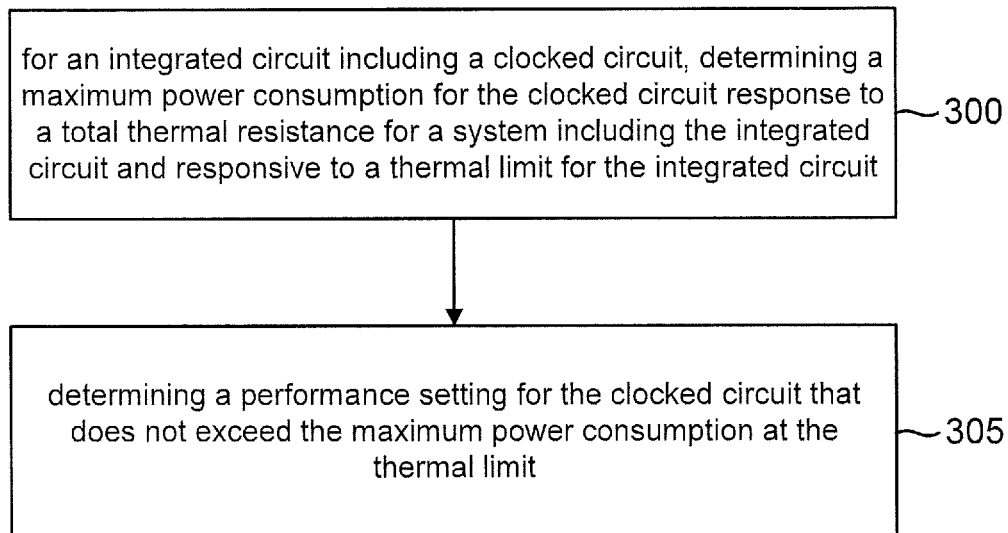 for an integrated circuit including a clocked circuit, determining a
maximum power consumption for the clocked circuit response to
a total thermal resistance for a system including the integrated
circuit and responsive to a thermal limit for the integrated circuit
300
determining a performance setting for the clocked circuit that
does not exceed the maximum power consumption at the
thermal limit
305